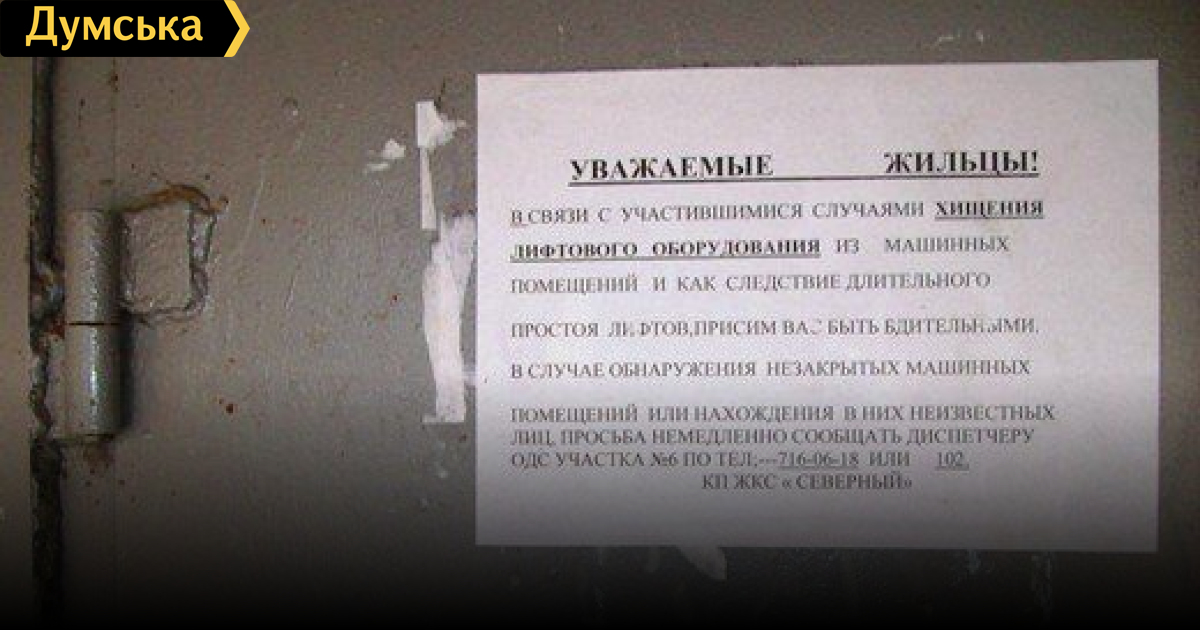 Думська
УВАЖАЕМЫЕ ЖИЛЬЦЫ!
В СВЯЗИ С УЧАСТИВШИМИСЯ СЛУЧАЯМИ ХИЩЕНИЯ
ЛИФТОВОГО ОБОРУДОВАНИЯ ИЗ МАШИННЫХ
ПОМЕЩЕНИЙ И КАК СЛЕДСТВИЕ ДЛИТЕЛЬНОГО
ПРОСТОЯ ЛИФТОВ,ПРИСИМ ВАС БЫТЬ БДИТЕЛЬНЫМИ.
В СЛУЧАЕ ОБНАРУЖЕНИЯ НЕЗАКРЫТЫХ МАШИННЫХ
ПОМЕЩЕНИЙ ИЛИ НАХОЖДЕНИЯ В НИХ НЕИЗВЕСТНЫХ
ЛИЦ, ПРОСЬБА НЕМЕДЛЕННО СООБЩАТЬ ДИСПЕТЧЕРУ
ОДС УЧАСТКА №6 ПО ТЕЛ;---716-06-18 ИЛИ 102.
КП ЖКС « СЕВЕРНЫЙ»